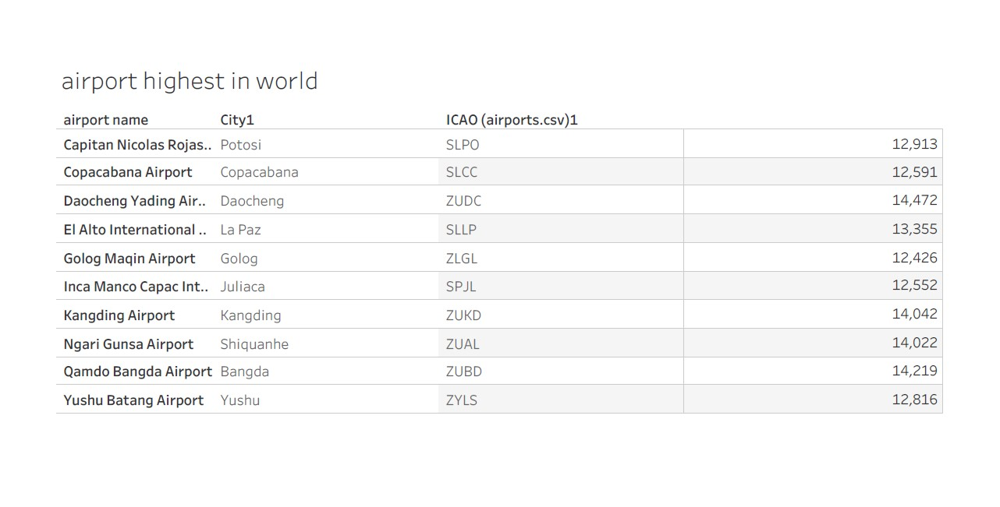 airport highest in world
airport name City1 ICAO (airports.csv)1
Capitan Nicolas Rojas.. Potosi SLPO 12,913
Copacabana Airport Copacabana SLCC 12,591
Daocheng Yading Air.. Daocheng ZUDC 14,472
El Alto International .. La Paz SLLP 13,355
Golog Maqin Airport Golog ZLGL 12,426
Inca Manco Capac Int.. Juliaca SPJL 12,552
Kangding Airport Kangding ZUKD 14,042
Ngari Gunsa Airport Shiquanhe ZUAL 14,022
Qamdo Bangda Airport Bangda ZUBD 14,219
Yushu Batang Airport Yushu ZYLS 12,816